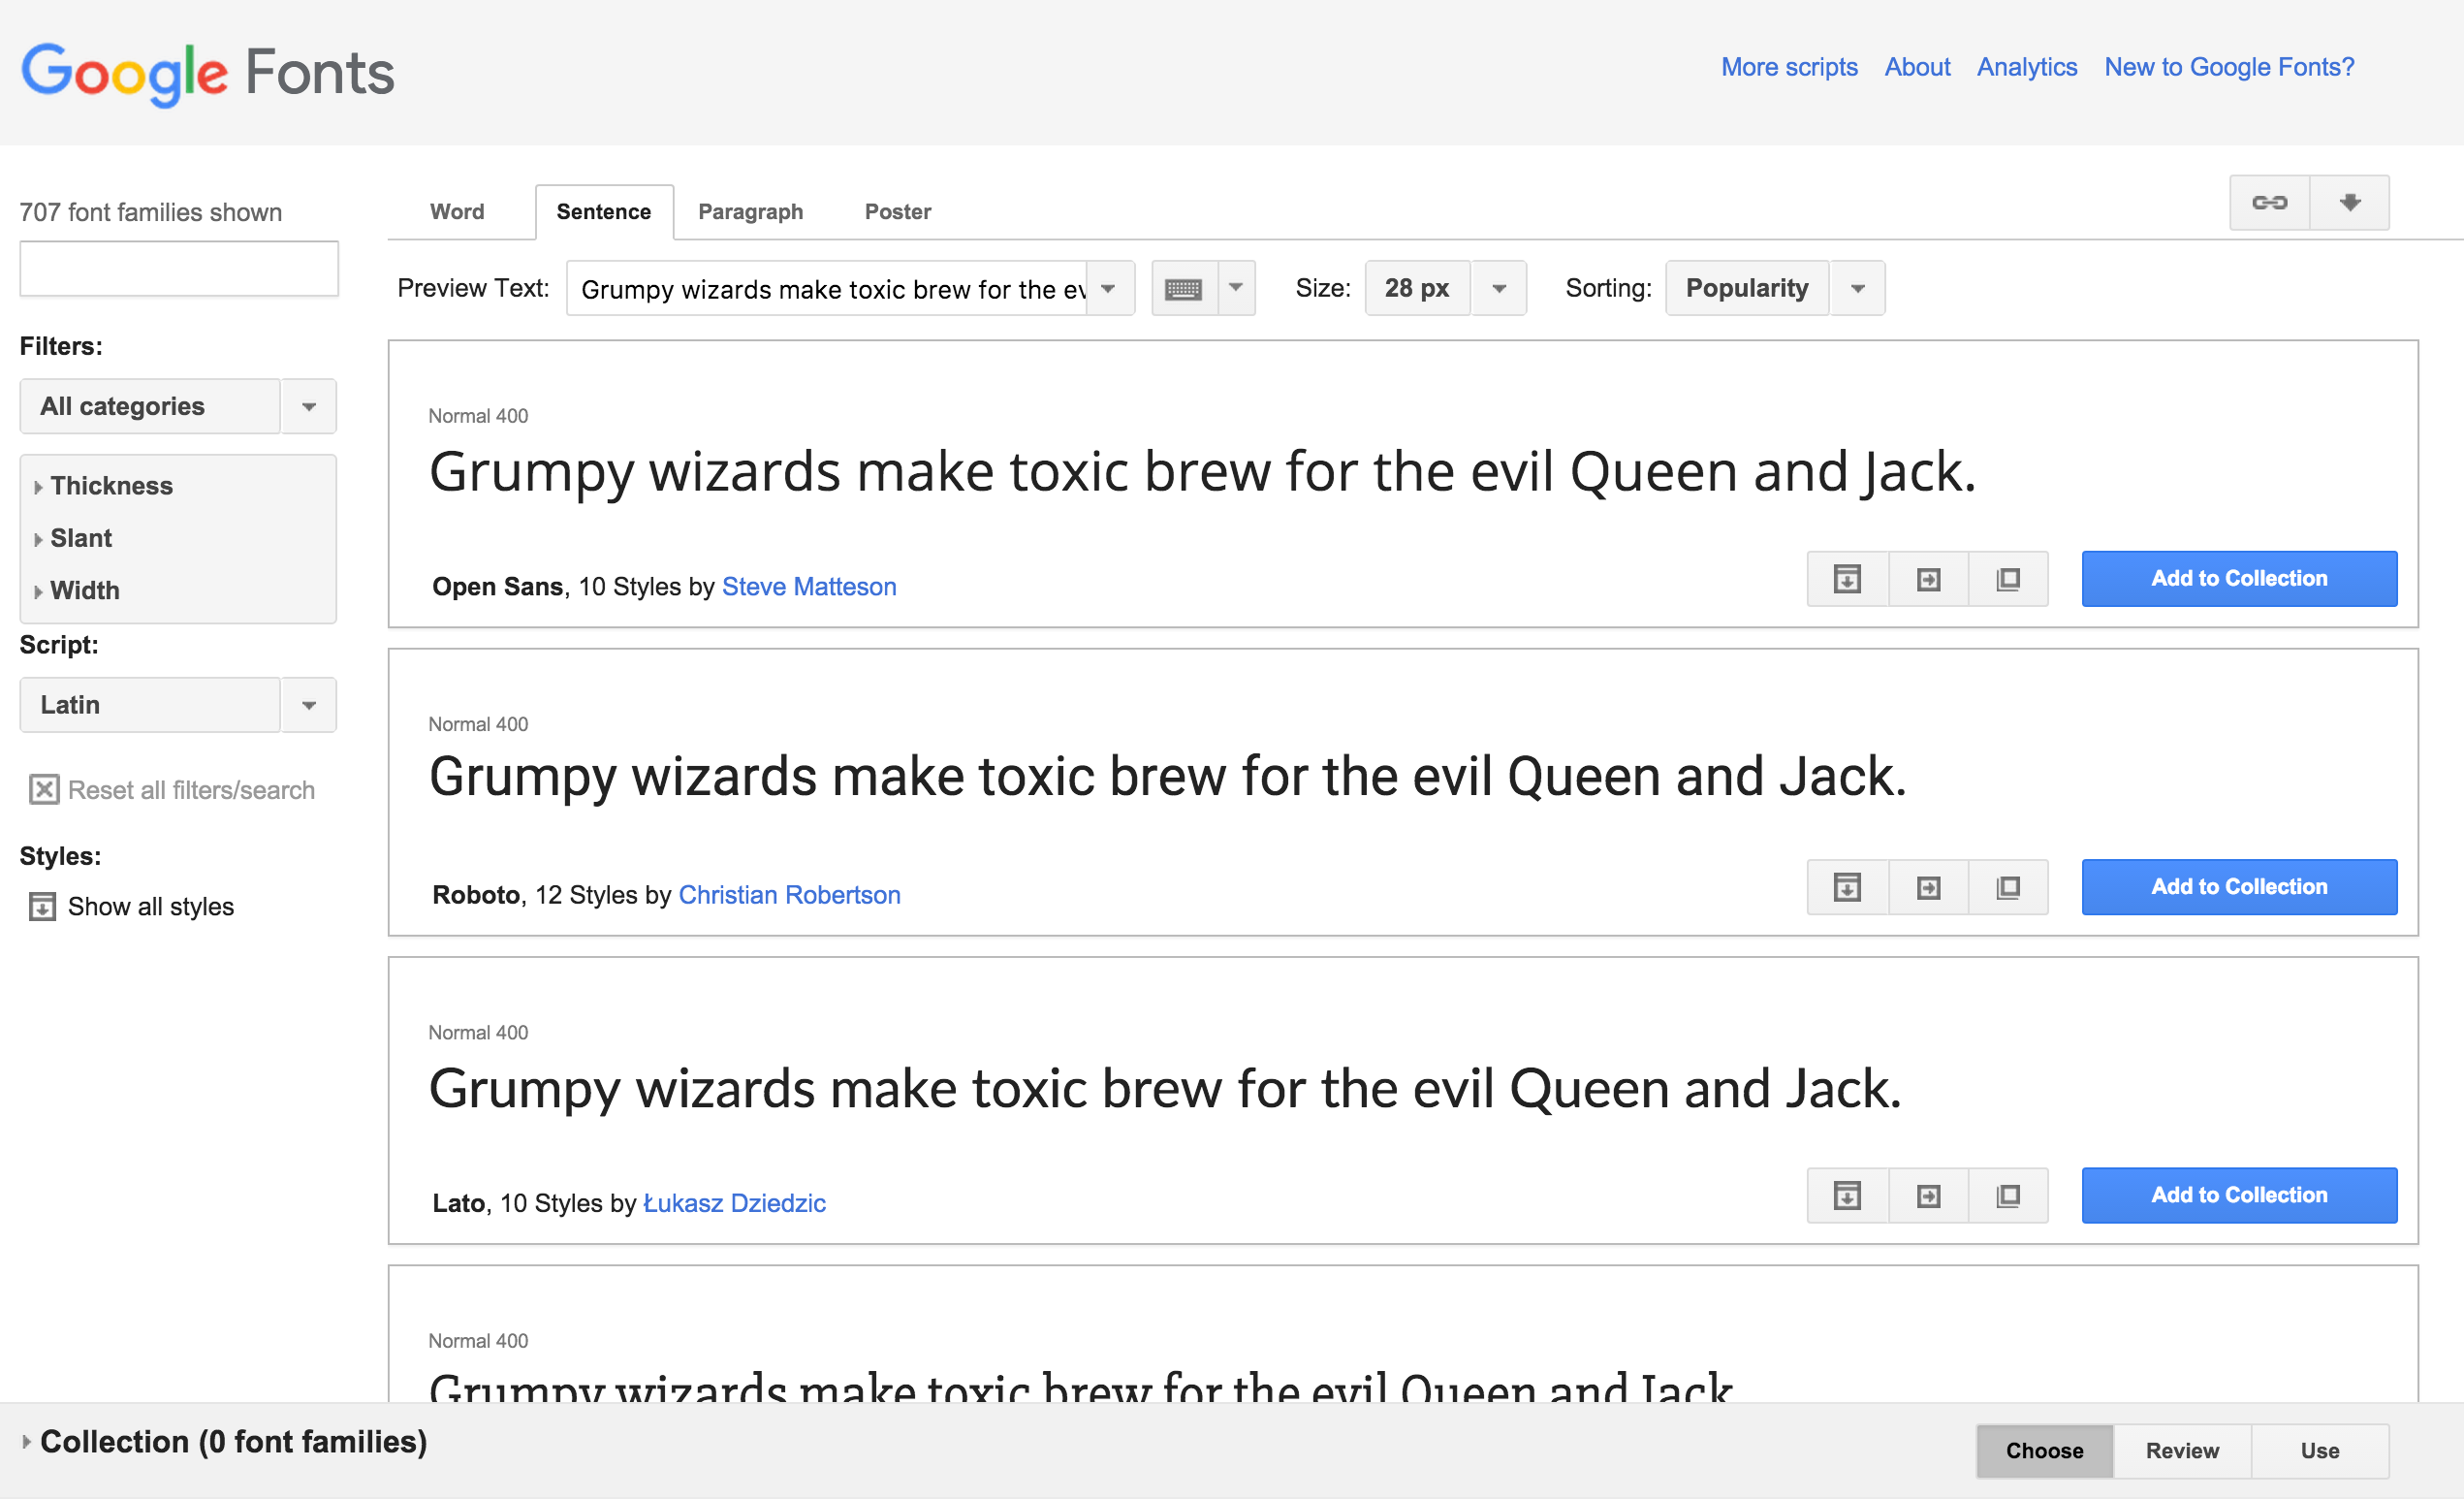 Google Fonts
More scripts About Analytics New to Google Fonts?
707 font families shown
Word Sentence Paragraph Poster
Preview Text: Grumpy wizards make toxic brew for the ev Size: 28 px Sorting: Popularity
Filters:
All categories
Thickness
Slant
Width
Script:
Latin
Reset all filters/search
Styles:
Show all styles
Normal 400
Grumpy wizards make toxic brew for the evil Queen and Jack.
Open Sans, 10 Styles by Steve Matteson
Add to Collection
Normal 400
Grumpy wizards make toxic brew for the evil Queen and Jack.
Roboto, 12 Styles by Christian Robertson
Add to Collection
Normal 400
Grumpy wizards make toxic brew for the evil Queen and Jack.
Lato, 10 Styles by Łukasz Dziedzic
Add to Collection
Normal 400
Grumpy wizards make toxic brew for the evil Queen and Jack
Collection (0 font families)
Choose Review Use